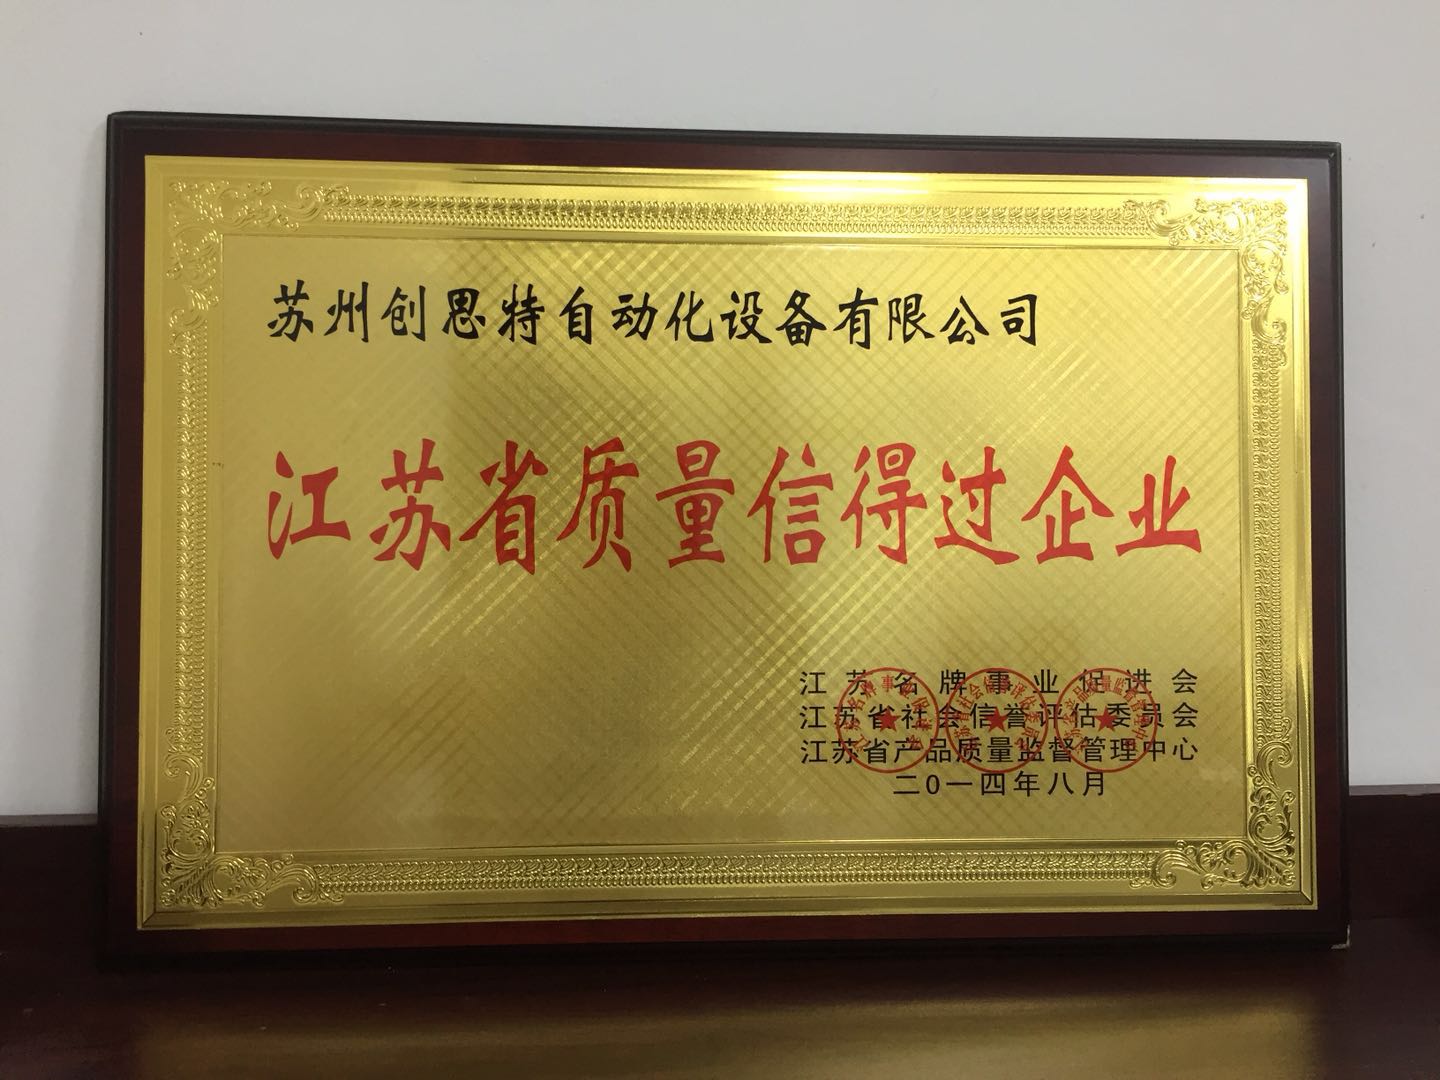 苏州创思特自动化设备有限公司
江苏省质量信得过企业
江苏名牌事业促进会
江苏省社会信誉评估委员会
江苏省产品质量监督管理中心
二0一四年八月